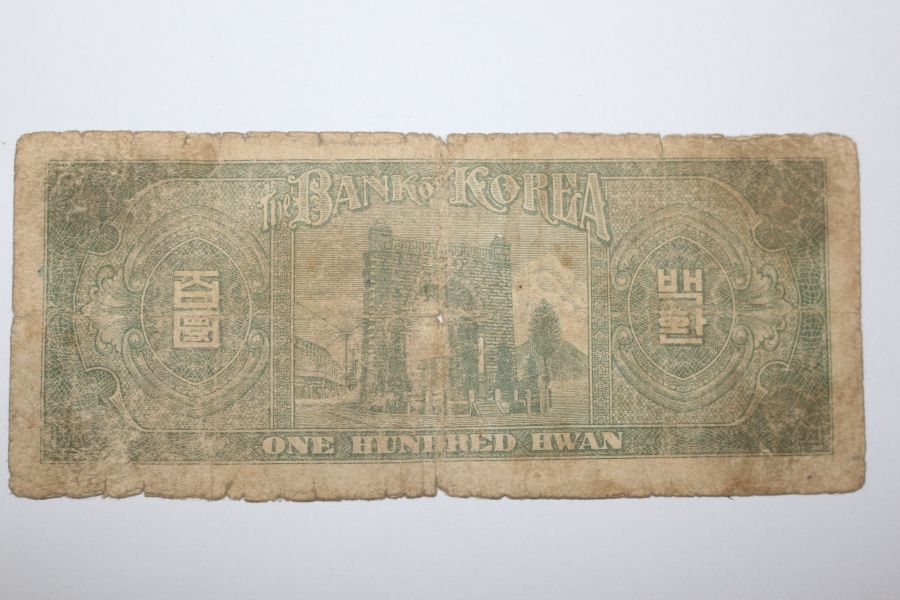 The BANK OF KOREA
百圜
백환
ONE HUNDRED HWAN